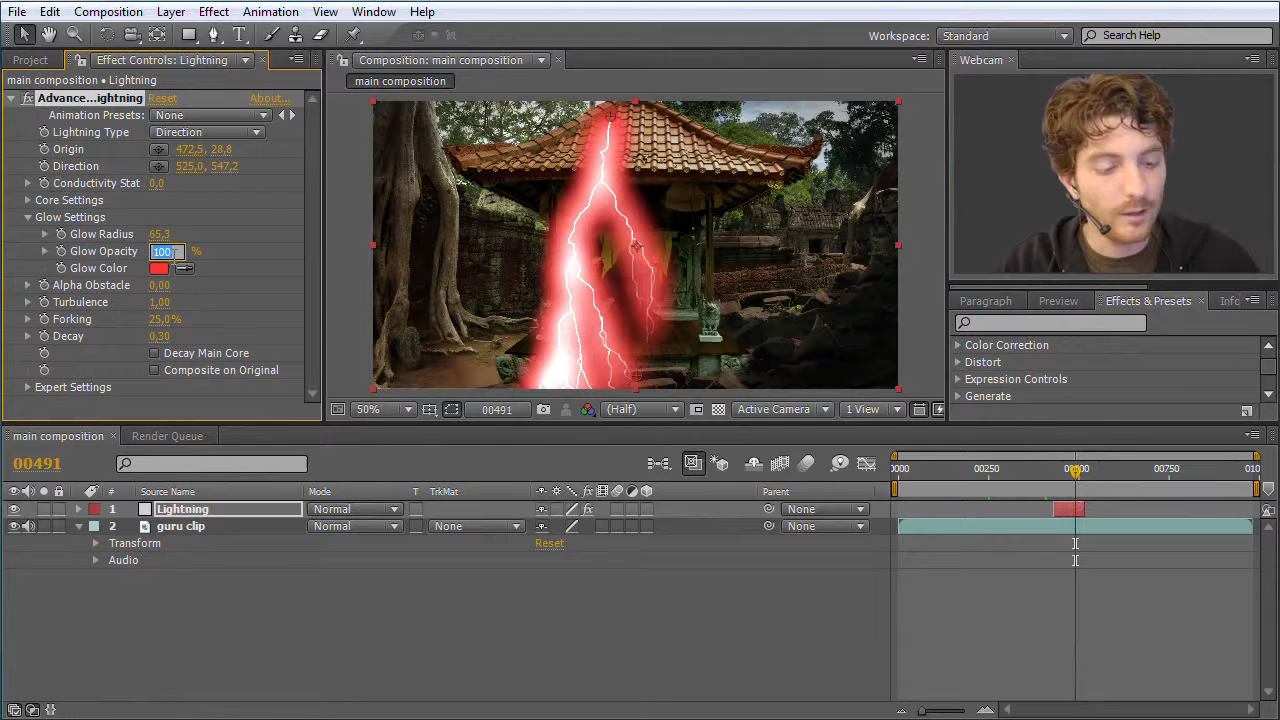 File Edit Composition Layer Effect Animation View Window Help
Workspace: Standard Search Help
Project Effect Controls: Lightning Composition: main composition Webcam
main composition • Lightning
main composition
Advance...ightning Reset About...
Animation Presets: None
Lightning Type Direction
Origin 472,5, 28,8
Direction 525,0, 547,2
Conductivity Stat 0,0
Core Settings
Glow Settings
Glow Radius 65,3
Glow Opacity 100 %
Glow Color
Alpha Obstacle 0,00
Turbulence 1,00
Forking 25,0%
Decay 0,30
Decay Main Core
Composite on Original
Expert Settings
50% 00491 (Half) Active Camera 1 View
Paragraph Preview Effects & Presets Info
Color Correction
Distort
Expression Controls
Generate
main composition Render Queue
00491
0000 00250 00500 00750 010
# Source Name Mode T TrkMat Parent
1 Lightning Normal None
2 guru clip Normal None None
Transform Reset
Audio